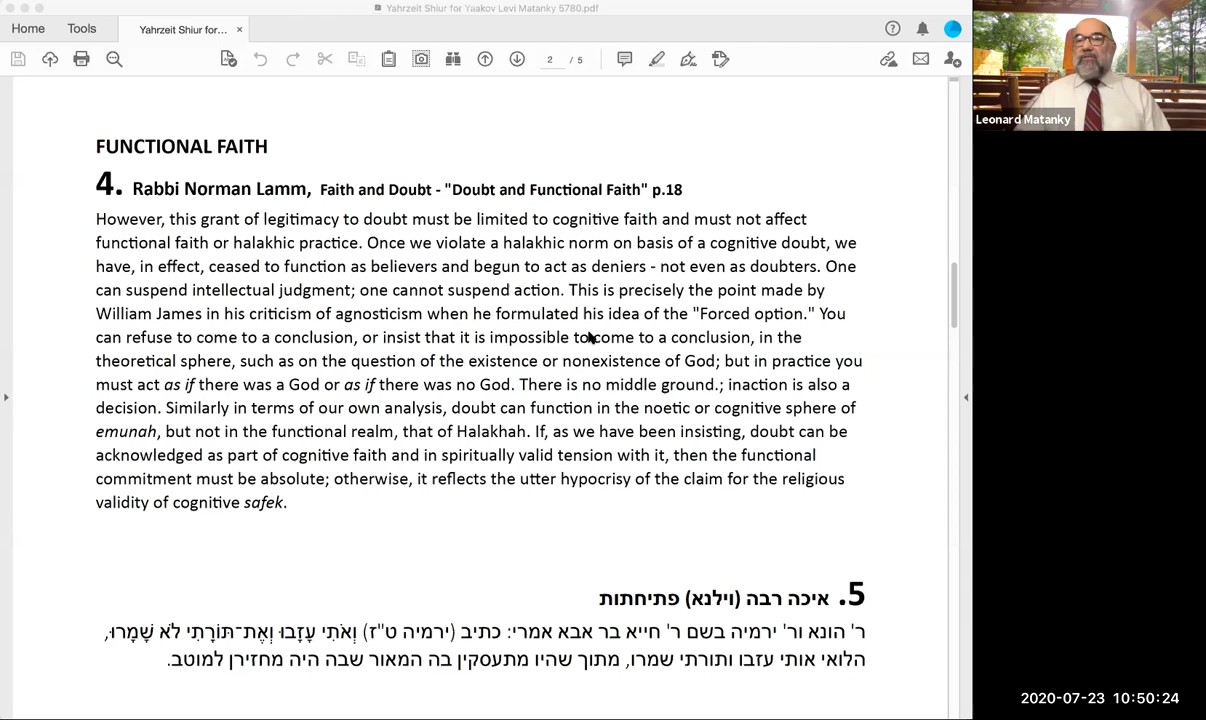 Yahrzeit Shiur for Yaakov Levi Matanky 5780.pdf
Home
Tools
Yahrzeit Shiur for...
×
2 / 5
FUNCTIONAL FAITH
4. Rabbi Norman Lamm, Faith and Doubt - "Doubt and Functional Faith" p.18
However, this grant of legitimacy to doubt must be limited to cognitive faith and must not affect
functional faith or halakhic practice. Once we violate a halakhic norm on basis of a cognitive doubt, we
have, in effect, ceased to function as believers and begun to act as deniers - not even as doubters. One
can suspend intellectual judgment; one cannot suspend action. This is precisely the point made by
William James in his criticism of agnosticism when he formulated his idea of the "Forced option." You
can refuse to come to a conclusion, or insist that it is impossible to come to a conclusion, in the
theoretical sphere, such as on the question of the existence or nonexistence of God; but in practice you
must act as if there was a God or as if there was no God. There is no middle ground.; inaction is also a
decision. Similarly in terms of our own analysis, doubt can function in the noetic or cognitive sphere of
emunah, but not in the functional realm, that of Halakhah. If, as we have been insisting, doubt can be
acknowledged as part of cognitive faith and in spiritually valid tension with it, then the functional
commitment must be absolute; otherwise, it reflects the utter hypocrisy of the claim for the religious
validity of cognitive safek.
5. איכה רבה (וילנא) פתיחתות
ר' הונא ור' ירמיה בשם ר' חייא בר אבא אמרי: כתיב (ירמיה ט"ז) וְאֹתִי עָזָבוּ וְאֶת־תּוֹרָתִי לֹא שָׁמָרוּ,
הלואי אותי עזבו ותורתי שמרו, מתוך שהיו מתעסקין בה המאור שבה היה מחזירן למוטב.
Leonard Matanky
2020-07-23 10:50:24